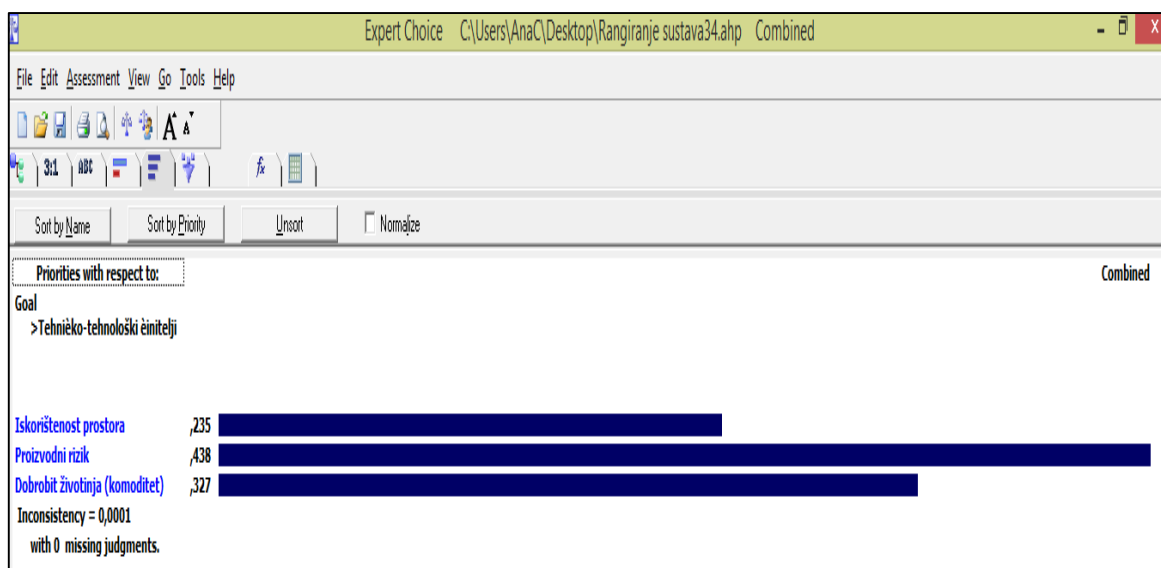 Expert Choice C:\Users\AnaC\Desktop\Rangiranje sustava34.ahp Combined
File Edit Assessment View Go Tools Help
A A
3:1 ABC fx
Sort by Name Sort by Priority Unsort Normalize
Priorities with respect to: Combined
Goal
>Tehnièko-tehnološki èinitelji
Iskorištenost prostora ,235
Proizvodni rizik ,438
Dobrobit životinja (komoditet) ,327
Inconsistency = 0,0001
with 0 missing judgments.